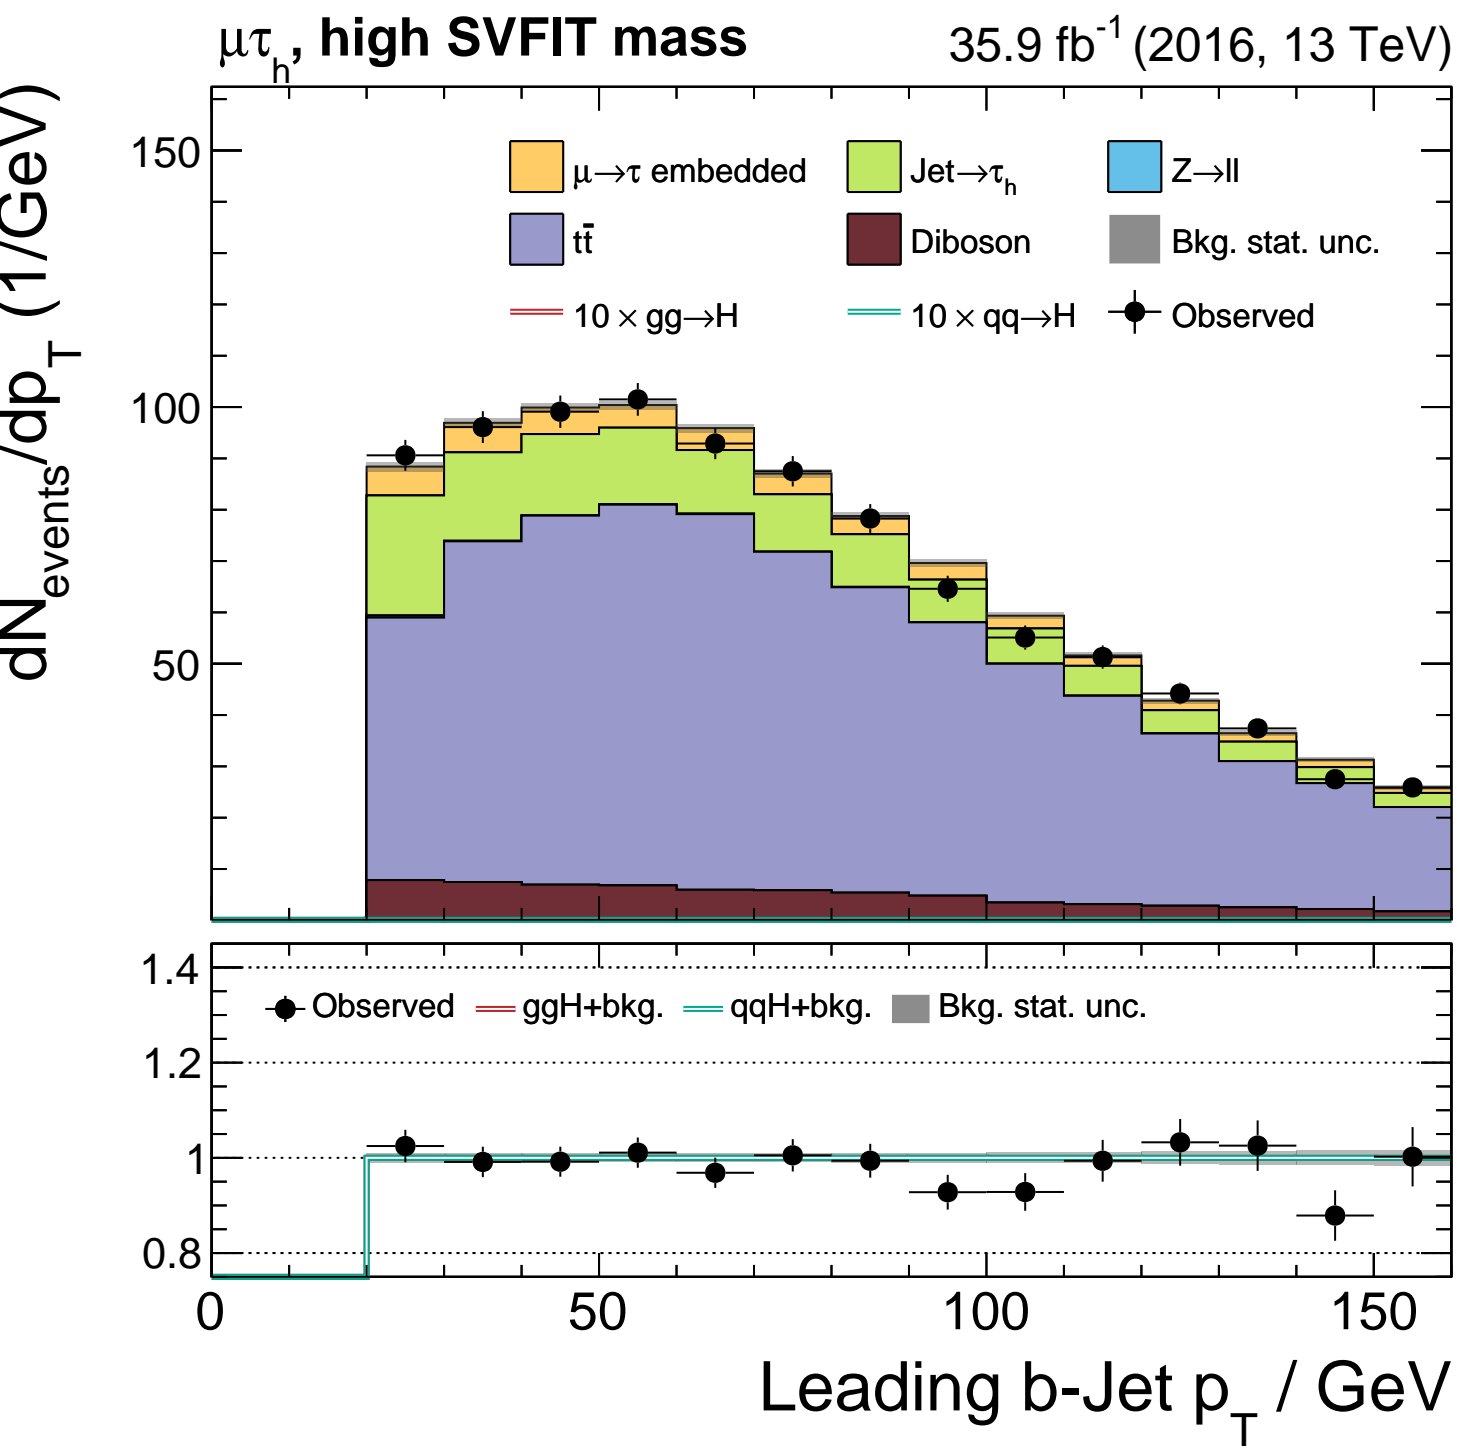 μτh, high SVFIT mass 35.9 fb-1 (2016, 13 TeV)
dNevents/dpT (1/GeV)
150
100
50
μ→τ embedded Jet→τh Z→ll
tt̄ Diboson Bkg. stat. unc.
10 × gg→H 10 × qq→H Observed
1.4
1.2
1
0.8
Observed ggH+bkg. qqH+bkg. Bkg. stat. unc.
0 50 100 150
Leading b-Jet pT / GeV